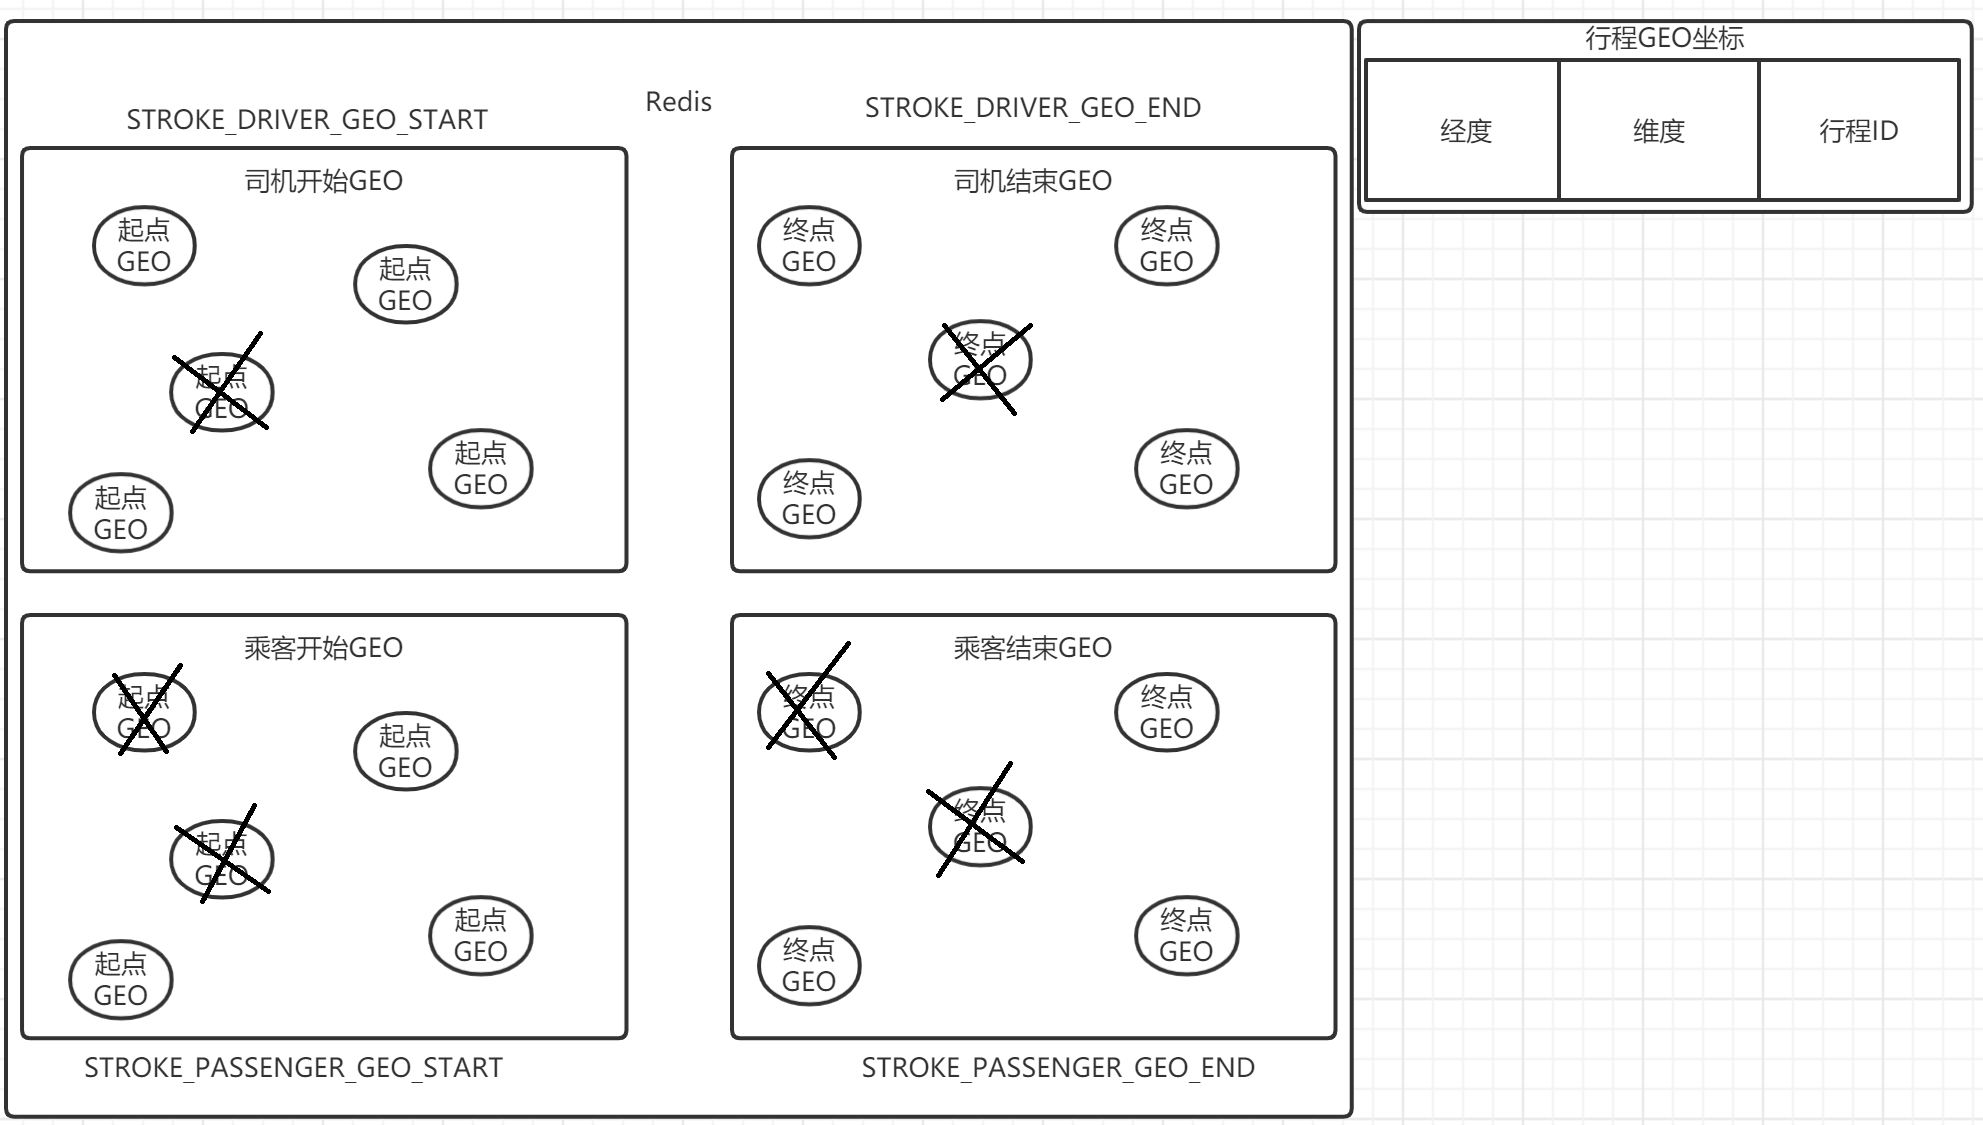 Redis
STROKE_DRIVER_GEO_START
司机开始GEO
起点
GEO
起点
GEO
起点
GEO
起点
GEO
起点
GEO
STROKE_DRIVER_GEO_END
司机结束GEO
终点
GEO
终点
GEO
终点
GEO
终点
GEO
终点
GEO
乘客开始GEO
起点
GEO
起点
GEO
起点
GEO
起点
GEO
起点
GEO
STROKE_PASSENGER_GEO_START
乘客结束GEO
终点
GEO
终点
GEO
终点
GEO
终点
GEO
终点
GEO
STROKE_PASSENGER_GEO_END
行程GEO坐标
经度
维度
行程ID